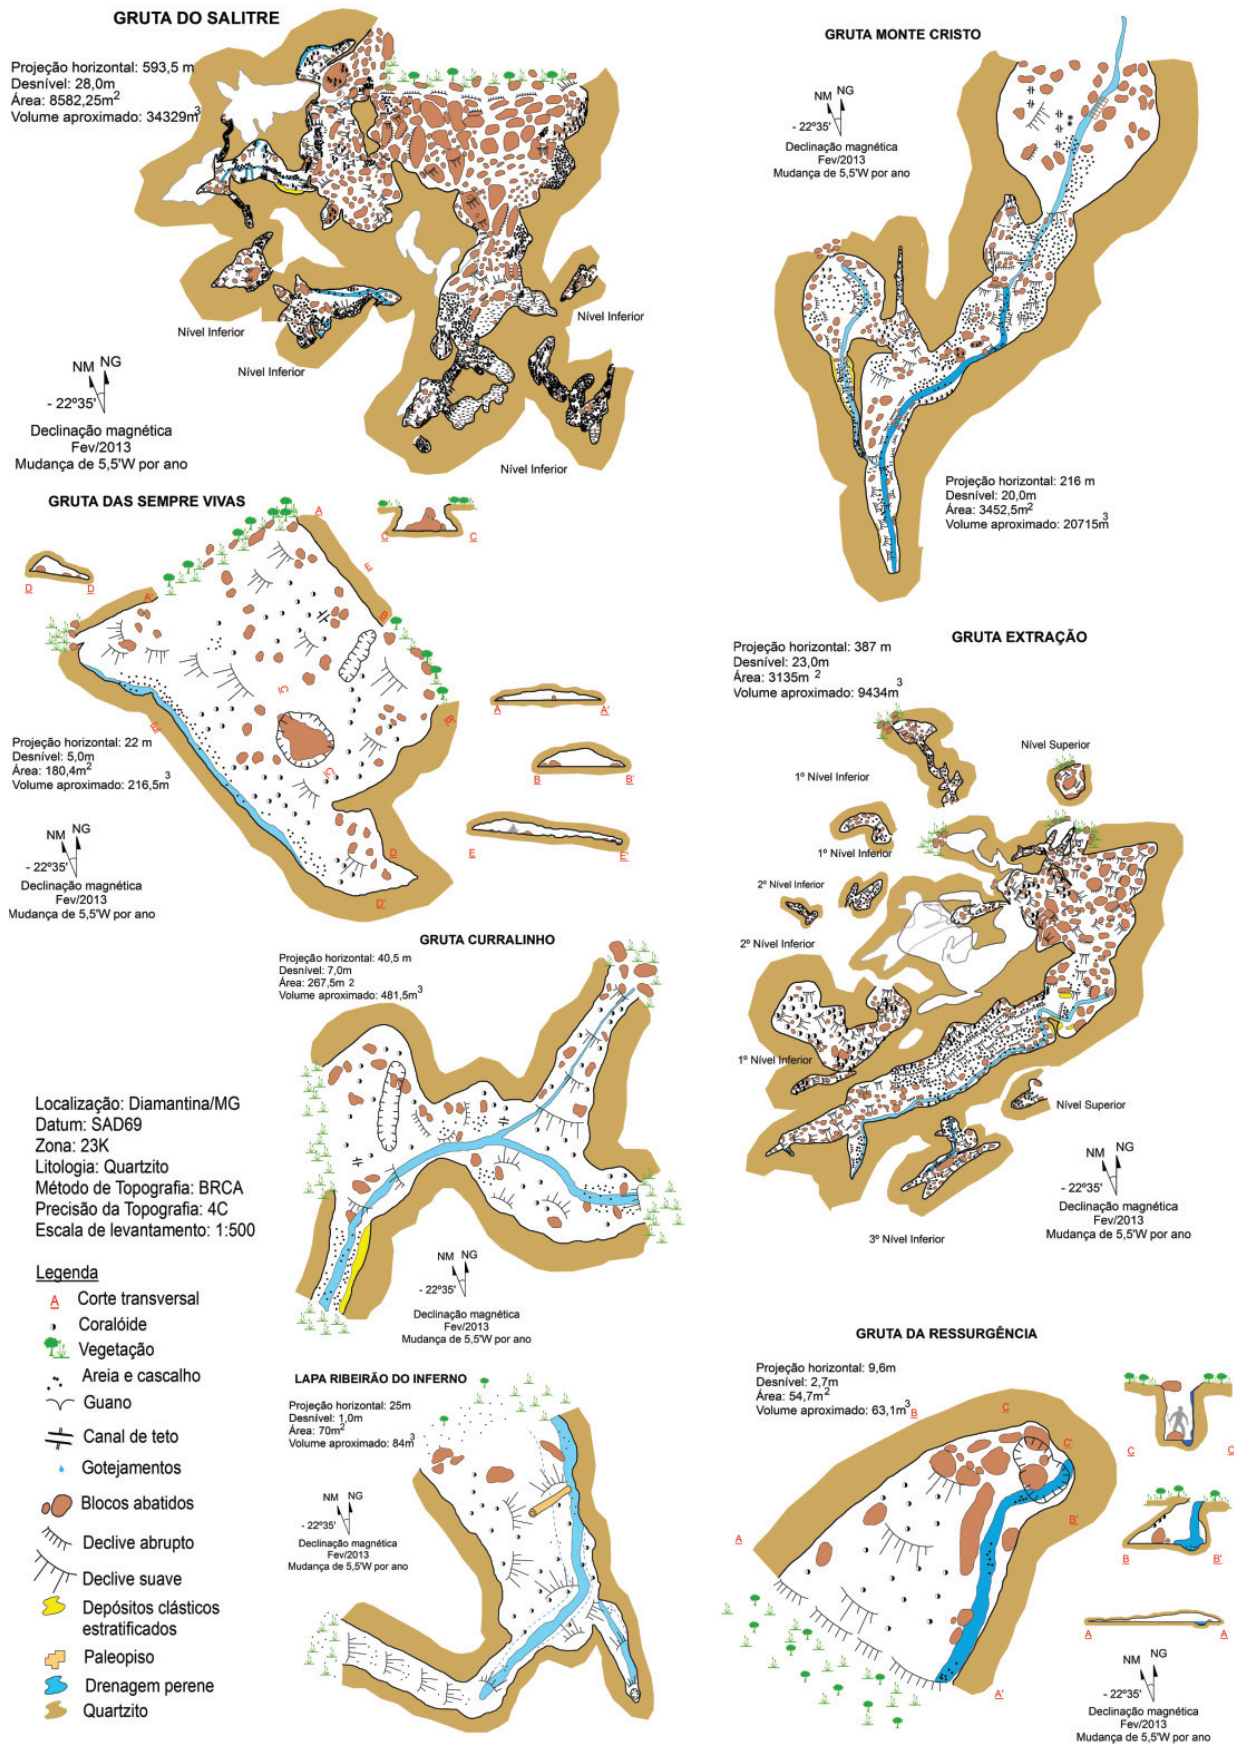 GRUTA DO SALITRE
Projeção horizontal: 593,5 m
Desnível: 28,0m
Área: 8582,25m²
Volume aproximado: 34329m³
Nível Inferior
Nível Inferior
Nível Inferior
Nível Inferior
NM NG
- 22º35'
Declinação magnética
Fev/2013
Mudança de 5,5'W por ano
GRUTA MONTE CRISTO
NM NG
- 22º35'
Declinação magnética
Fev/2013
Mudança de 5,5'W por ano
Projeção horizontal: 216 m
Desnível: 20,0m
Área: 3452,5m²
Volume aproximado: 20715m³
GRUTA DAS SEMPRE VIVAS
A
C C
D D
A'
E
B
C
C'
E'
B'
A A'
B B'
E E'
D
D'
Projeção horizontal: 22 m
Desnível: 5,0m
Área: 180,4m²
Volume aproximado: 216,5m³
NM NG
- 22º35'
Declinação magnética
Fev/2013
Mudança de 5,5'W por ano
GRUTA EXTRAÇÃO
Projeção horizontal: 387 m
Desnível: 23,0m
Área: 3135m ²
Volume aproximado: 9434m³
Nível Superior
1º Nível Inferior
1º Nível Inferior
2º Nível Inferior
2º Nível Inferior
1º Nível Inferior
Nível Superior
3º Nível Inferior
NM NG
- 22º35'
Declinação magnética
Fev/2013
Mudança de 5,5'W por ano
GRUTA CURRALINHO
Projeção horizontal: 40,5 m
Desnível: 7,0m
Área: 267,5m 2
Volume aproximado: 481,5m³
NM NG
- 22º35'
Declinação magnética
Fev/2013
Mudança de 5,5'W por ano
Localização: Diamantina/MG
Datum: SAD69
Zona: 23K
Litologia: Quartzito
Método de Topografia: BRCA
Precisão da Topografia: 4C
Escala de levantamento: 1:500
Legenda
A Corte transversal
Coralóide
Vegetação
Areia e cascalho
Guano
Canal de teto
Gotejamentos
Blocos abatidos
Declive abrupto
Declive suave
Depósitos clásticos
estratificados
Paleopiso
Drenagem perene
Quartzito
LAPA RIBEIRÃO DO INFERNO
Projeção horizontal: 25m
Desnível: 1,0m
Área: 70m²
Volume aproximado: 84m³
NM NG
- 22º35'
Declinação magnética
Fev/2013
Mudança de 5,5'W por ano
GRUTA DA RESSURGÊNCIA
Projeção horizontal: 9,6m
Desnível: 2,7m
Área: 54,7m²
Volume aproximado: 63,1m³
B
C
C'
B'
A
A'
C C
B B'
A A
NM NG
- 22º35'
Declinação magnética
Fev/2013
Mudança de 5,5'W por ano